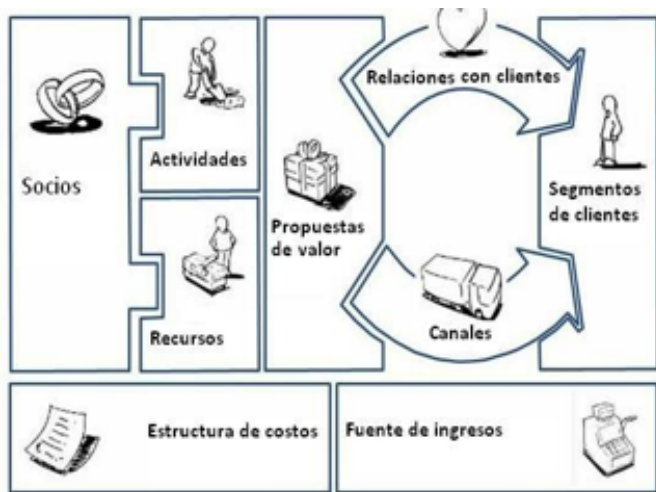 Socios
Actividades
Recursos
Propuestas
de valor
Relaciones con clientes
Canales
Segmentos
de clientes
Estructura de costos
Fuente de ingresos